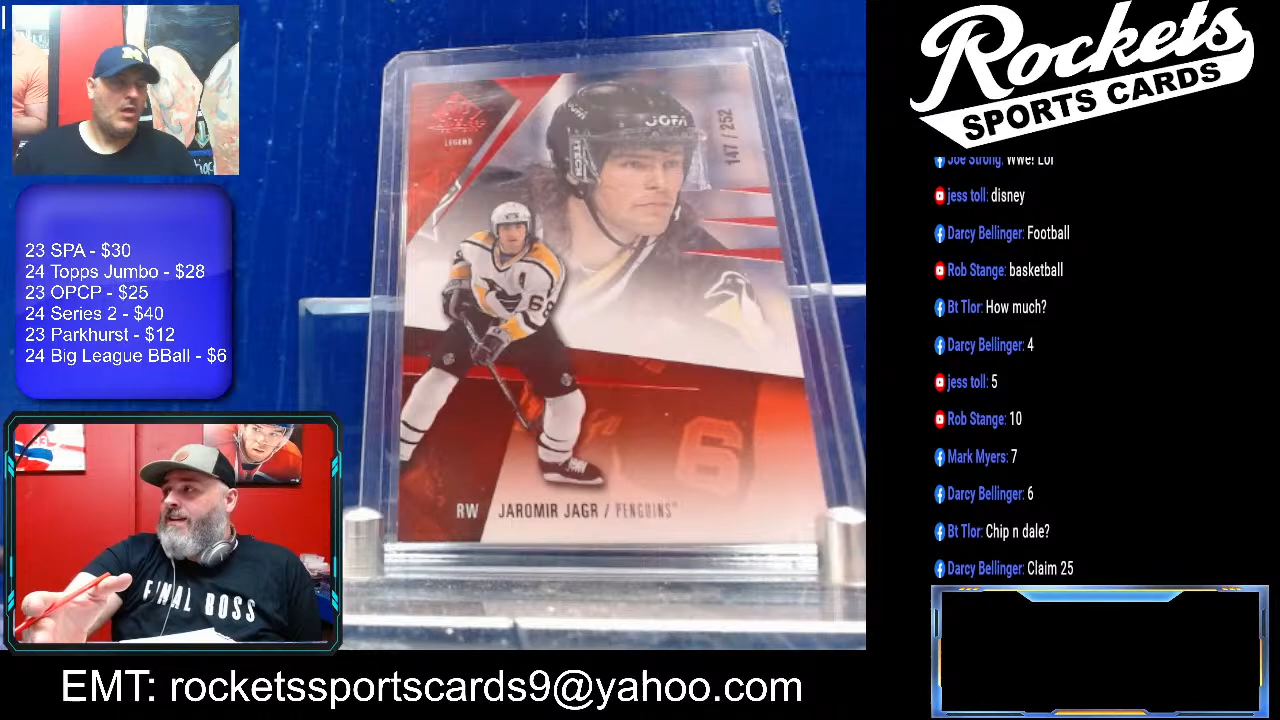 Rockets
SPORTS CARDS
23 SPA - $30
24 Topps Jumbo - $28
23 OPCP - $25
24 Series 2 - $40
23 Parkhurst - $12
24 Big League BBall - $6
LEGEND
JOFA
147 / 252
68
RW JAROMIR JAGR / PENGUINS
FINAL BOSS
Joe Strong: Wwe! Lol
jess toll: disney
Darcy Bellinger: Football
Rob Stange: basketball
Bt Tlor: How much?
Darcy Bellinger: 4
jess toll: 5
Rob Stange: 10
Mark Myers: 7
Darcy Bellinger: 6
Bt Tlor: Chip n dale?
Darcy Bellinger: Claim 25
EMT: rocketssportscards9@yahoo.com